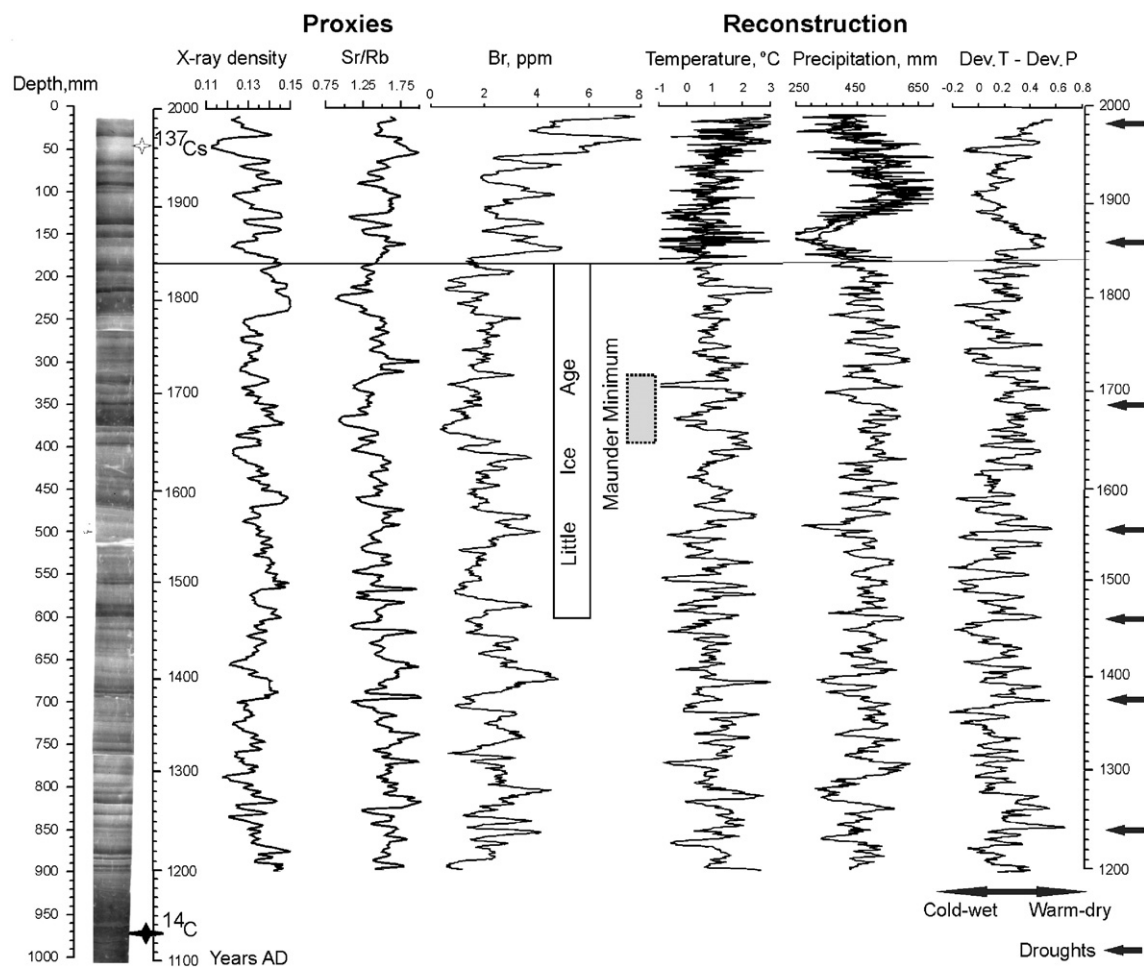 Proxies Reconstruction
X-ray density Sr/Rb Br, ppm Temperature, °C Precipitation, mm Dev.T - Dev.P
Depth,mm 0.11 0.13 0.15 0.75 1.25 1.75 0 2 4 6 8 -1 0 1 2 3 250 450 650 -0.2 0 0.2 0.4 0.6 0.8
0 2000 2000
50 137Cs
100
150 1900 1900
200 1800 1800
250
300 1700 1700
350
400 1600 1600
450
500 1500 1500
550
600
650 1400 1400
700
750 1300 1300
800
850
900 1200 1200
950 14C
1000 1100
Little Ice Age
Maunder Minimum
Cold-wet Warm-dry
Years AD Droughts